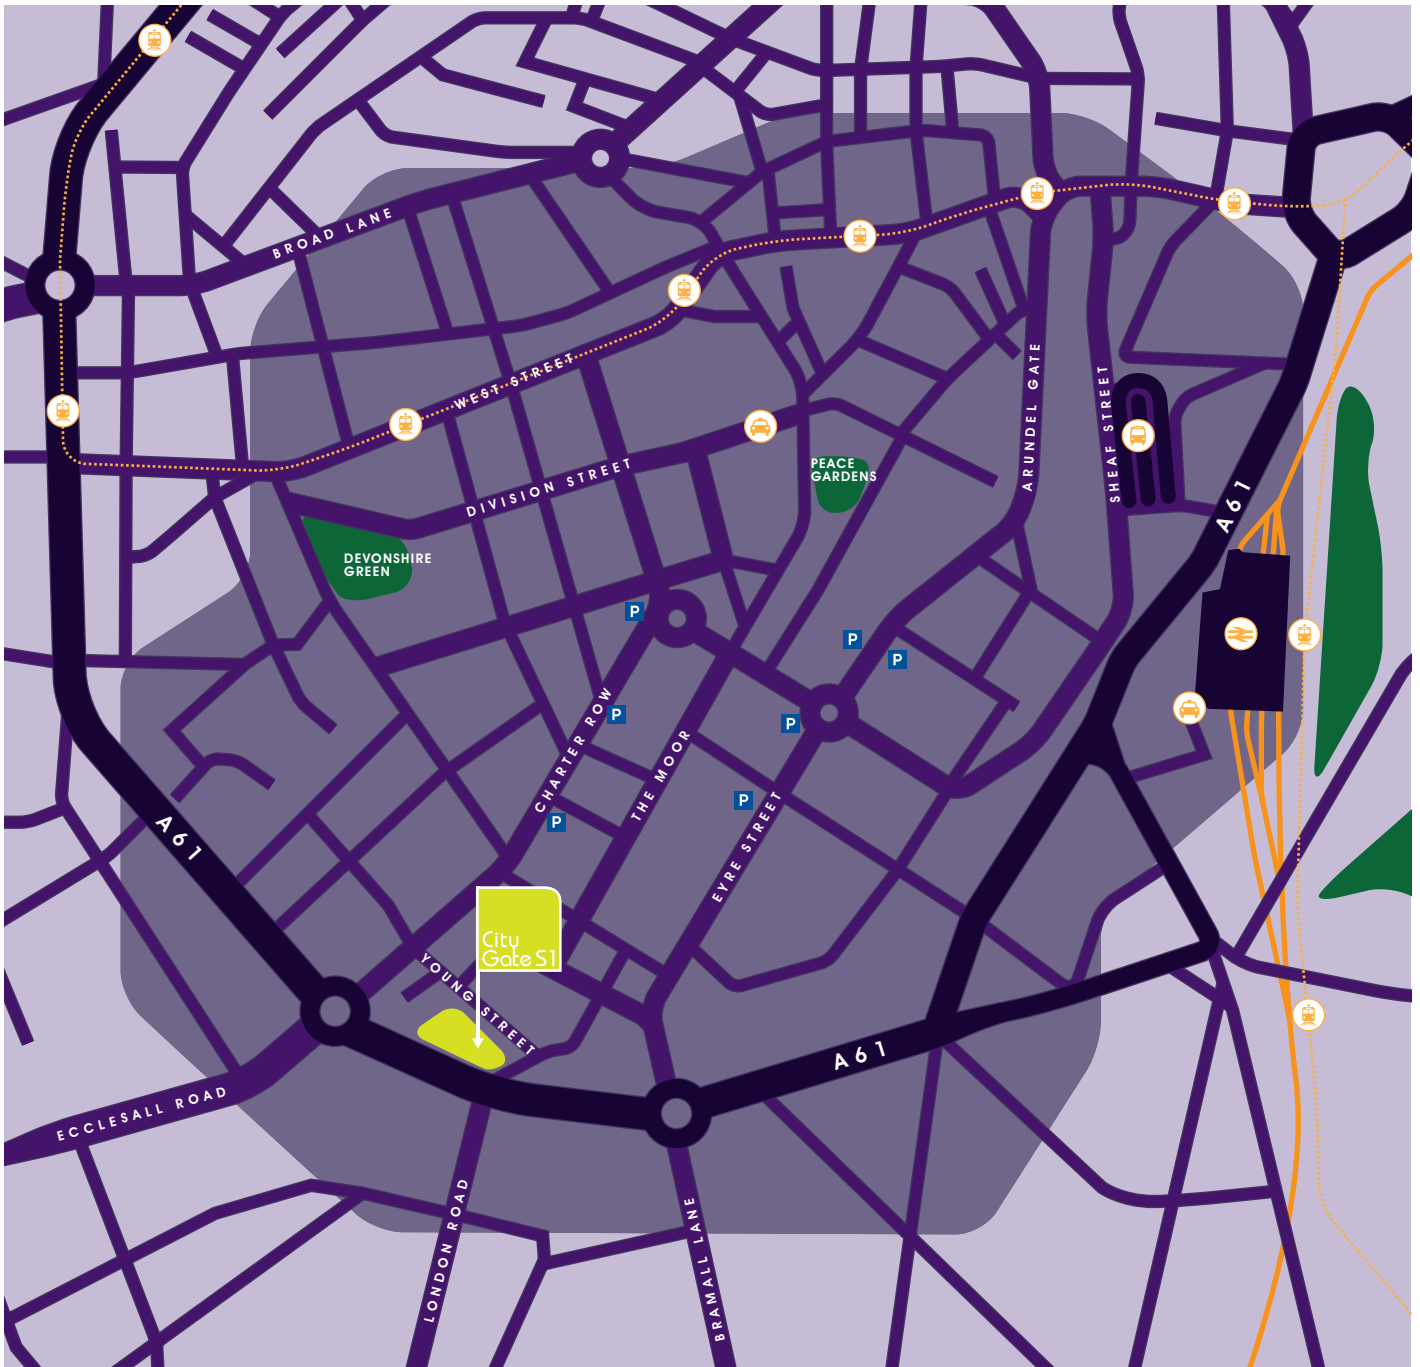 BROAD LANE
WEST STREET
ARUNDEL GATE
SHEAF STREET
DIVISION STREET
PEACE
GARDENS
A61
DEVONSHIRE
GREEN
P
P
P
CHARTER ROW
P
P
THE MOOR
P
EYRE STREET
P
A61
City
Gate S1
YOUNG STREET
A61
ECCLESALL ROAD
LONDON ROAD
BRAMALL LANE